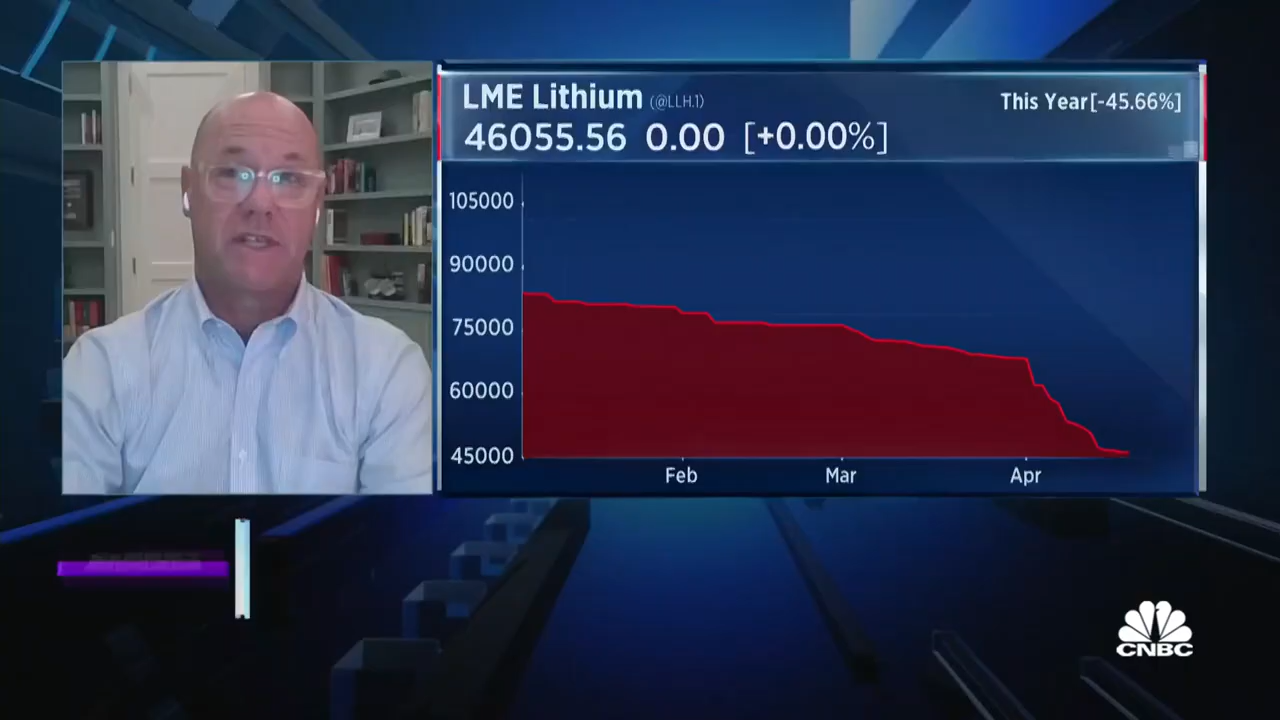 LME Lithium (@LLH.1)
This Year[-45.66%]
46055.56 0.00 [+0.00%]
105000
90000
75000
60000
45000
Feb Mar Apr
CNBC